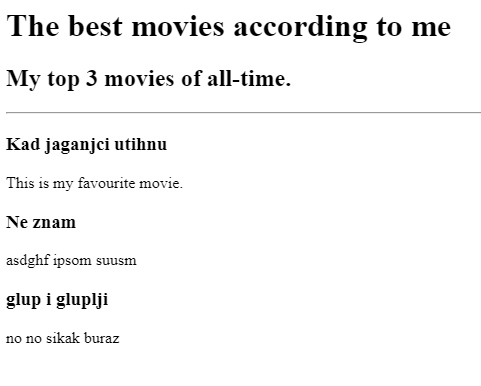 The best movies according to me
My top 3 movies of all-time.
Kad jaganjci utihnu
This is my favourite movie.
Ne znam
asdghf ipsom suusm
glup i gluplji
no no sikak buraz